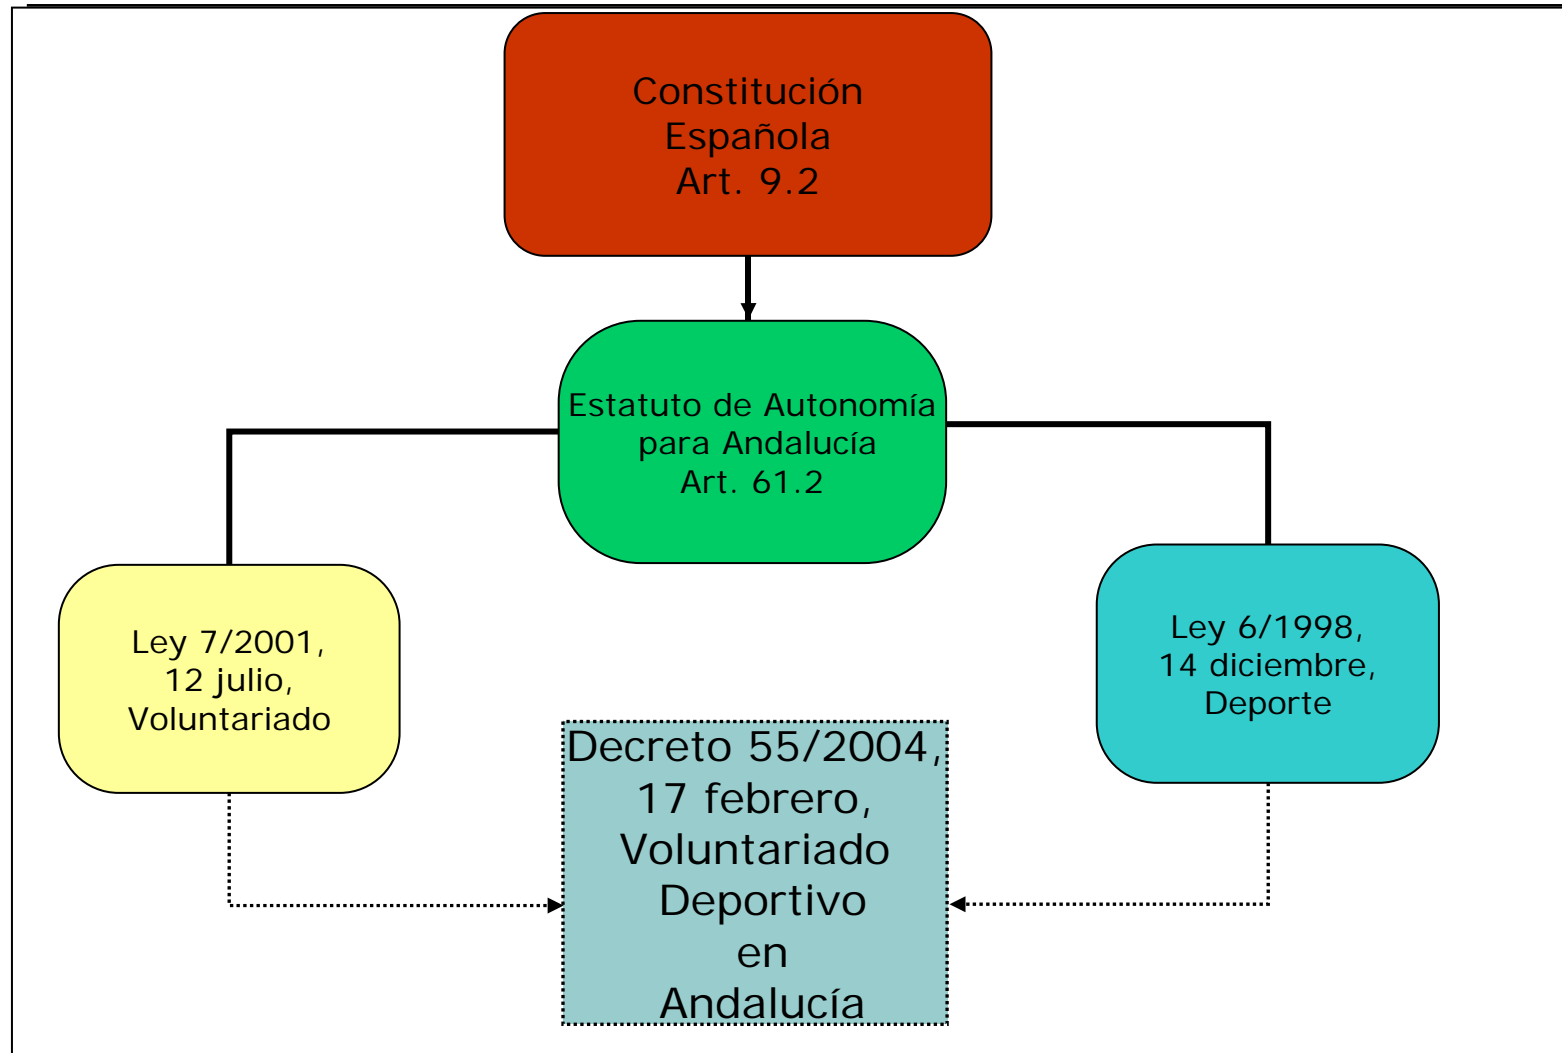 Constitución
Española
Art. 9.2
Estatuto de Autonomía
para Andalucía
Art. 61.2
Ley 7/2001,
12 julio,
Voluntariado
Ley 6/1998,
14 diciembre,
Deporte
Decreto 55/2004,
17 febrero,
Voluntariado
Deportivo
en
Andalucía